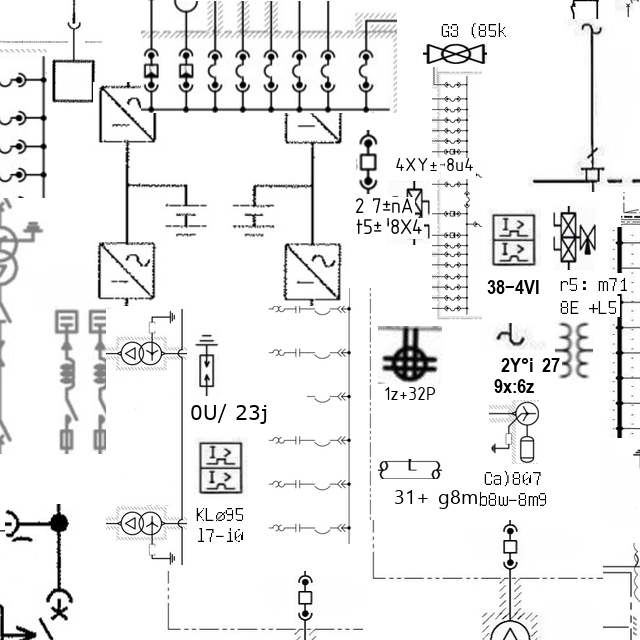 G3 (85k
4XY±-8u4
2 7±nA
t5± '8X4
38-4VI
r5: m71
8E +L5
2Y°i 27
9x:6z
1z+32P
0U/ 23j
Ca)807
b8w-8m9
31+ g8m
KLø95
17-i0